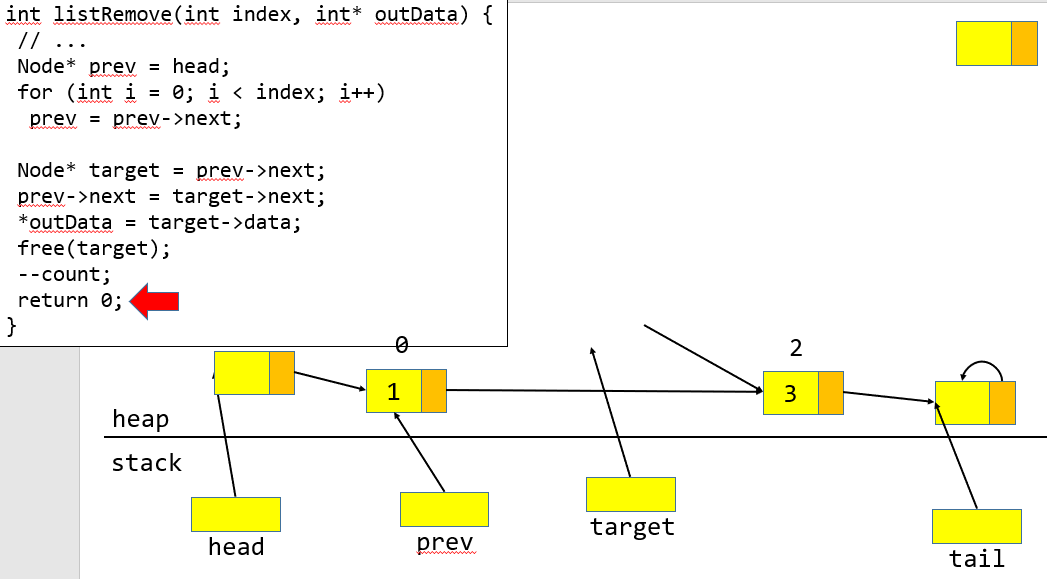 int listRemove(int index, int* outData) {
// ...
Node* prev = head;
for (int i = 0; i < index; i++)
prev = prev->next;
Node* target = prev->next;
prev->next = target->next;
*outData = target->data;
free(target);
--count;
return 0;
}
0
2
1
3
heap
stack
head
prev
target
tail